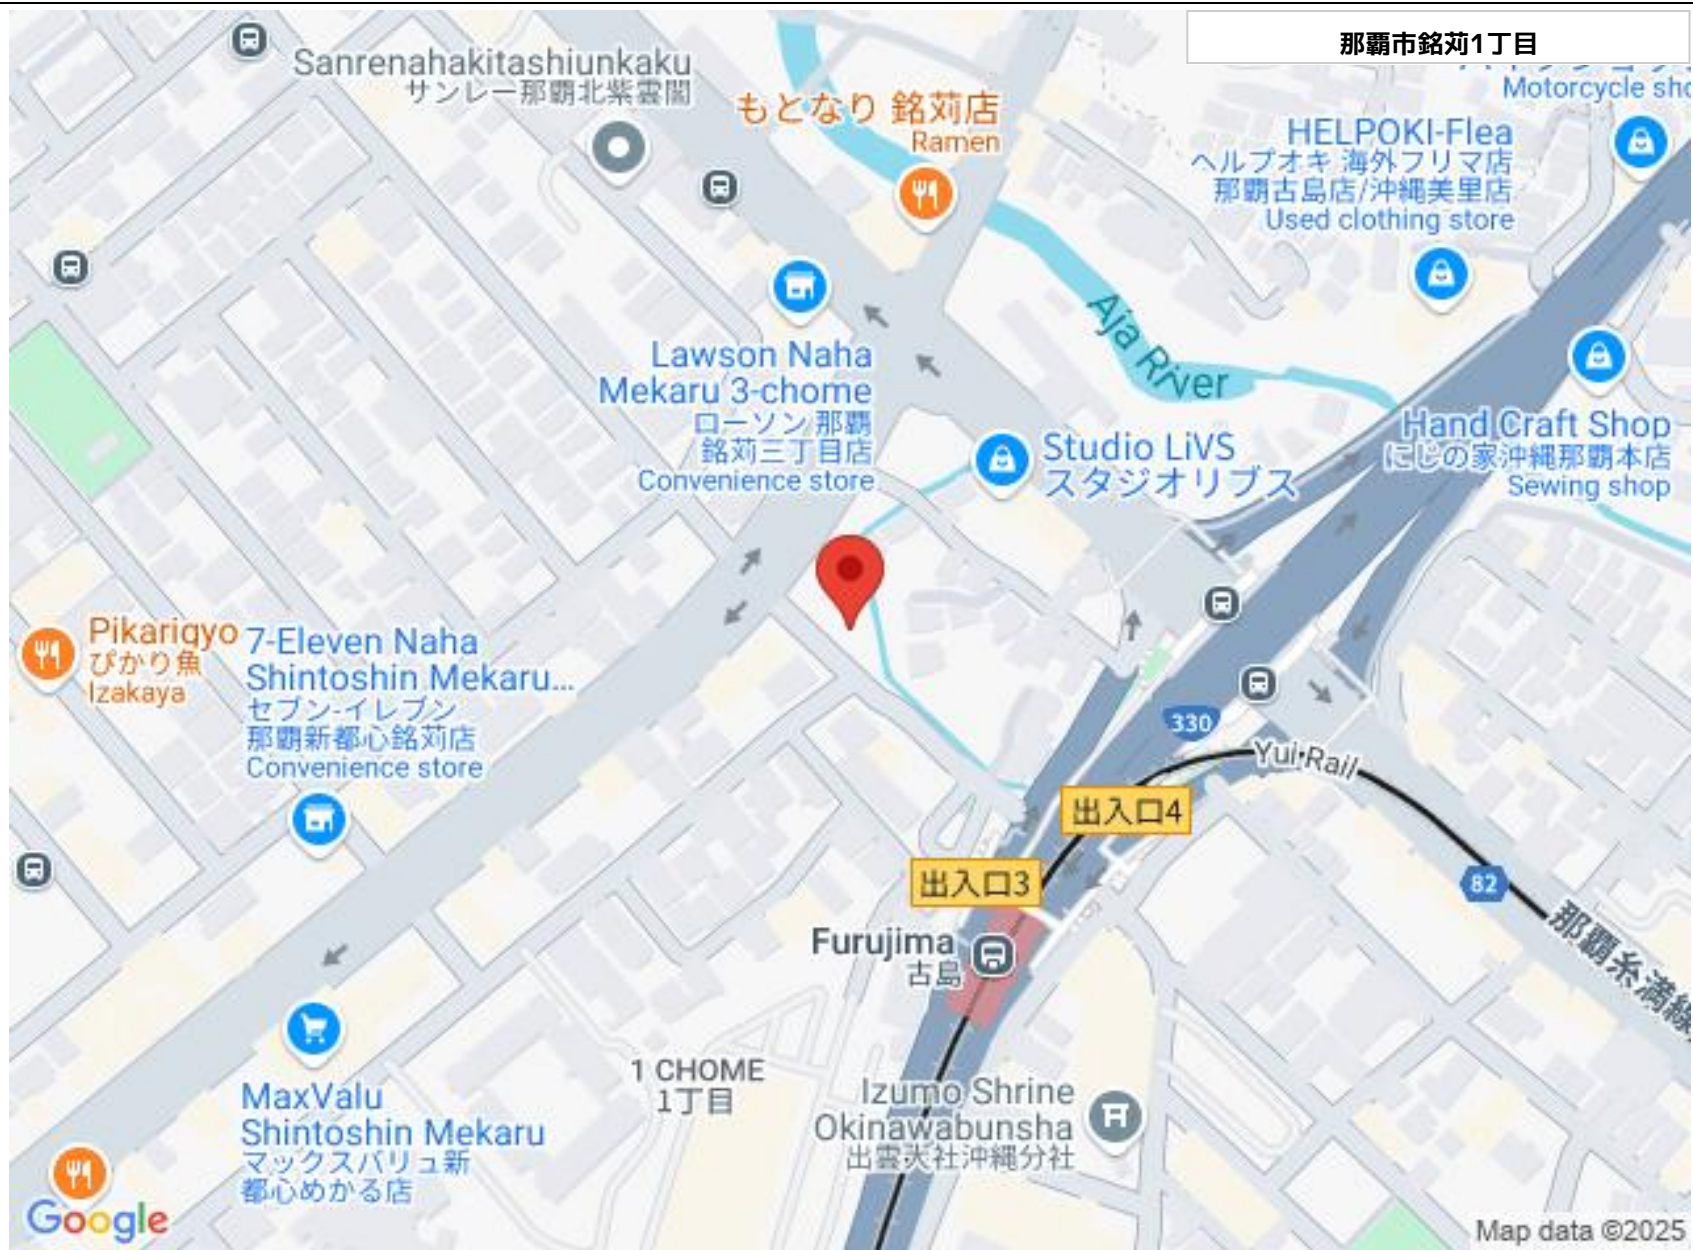 那覇市銘苅1丁目
Sanrenahakitashiunkaku
サンレー那覇北紫雲閣
もとなり 銘苅店
Ramen
Motorcycle sho
HELPOKI-Flea
ヘルプオキ 海外フリマ店
那覇古島店/沖縄美里店
Used clothing store
Aja River
Lawson Naha
Mekaru 3-chome
ローソン 那覇
銘苅三丁目店
Convenience store
Studio LiVS
スタジオリブス
Hand Craft Shop
にじの家沖縄那覇本店
Sewing shop
Pikarigyo
ぴかり魚
Izakaya
7-Eleven Naha
Shintoshin Mekaru...
セブン-イレブン
那覇新都心銘苅店
Convenience store
330
Yui Rail
出入口4
出入口3
82
那覇糸満線
Furujima
古島
1 CHOME
1丁目
Izumo Shrine
Okinawabunsha
出雲大社沖縄分社
MaxValu
Shintoshin Mekaru
マックスバリュ新
都心めかる店
Google
Map data ©2025